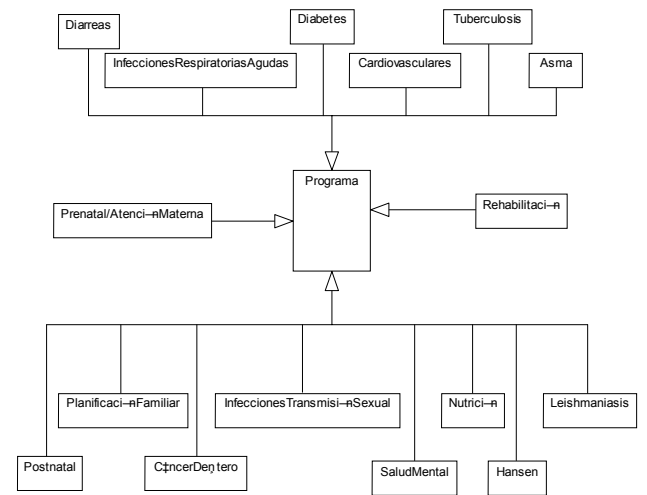 Diarreas
Diabetes
Tuberculosis
InfeccionesRespiratoriasAgudas
Cardiovasculares
Asma
Programa
Prenatal/Atenci—nMaterna
Rehabilitaci—n
Planificaci—nFamiliar
InfeccionesTransmisi—nSexual
Nutrici—n
Leishmaniasis
Postnatal
C‡ncerDeņtero
SaludMental
Hansen